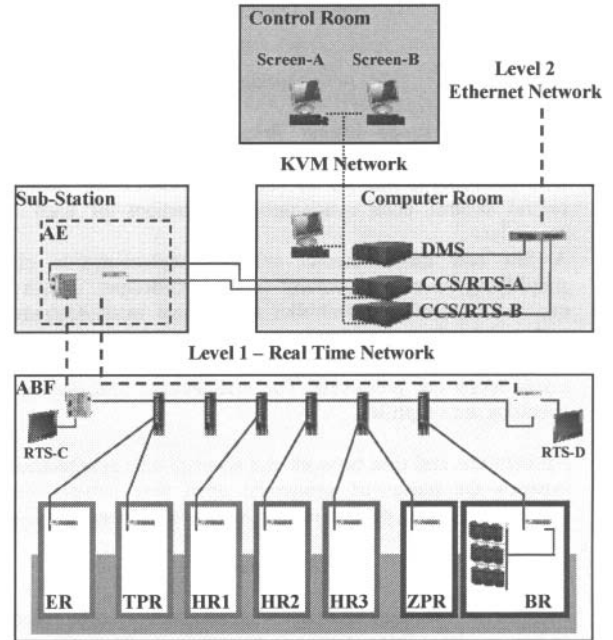 Control Room
Screen-A Screen-B
Level 2
Ethernet Network
KVM Network
Sub-Station
Computer Room
AE
DMS
CCS/RTS-A
CCS/RTS-B
Level 1 – Real Time Network
ABF
RTS-C
RTS-D
ER TPR HR1 HR2 HR3 ZPR BR